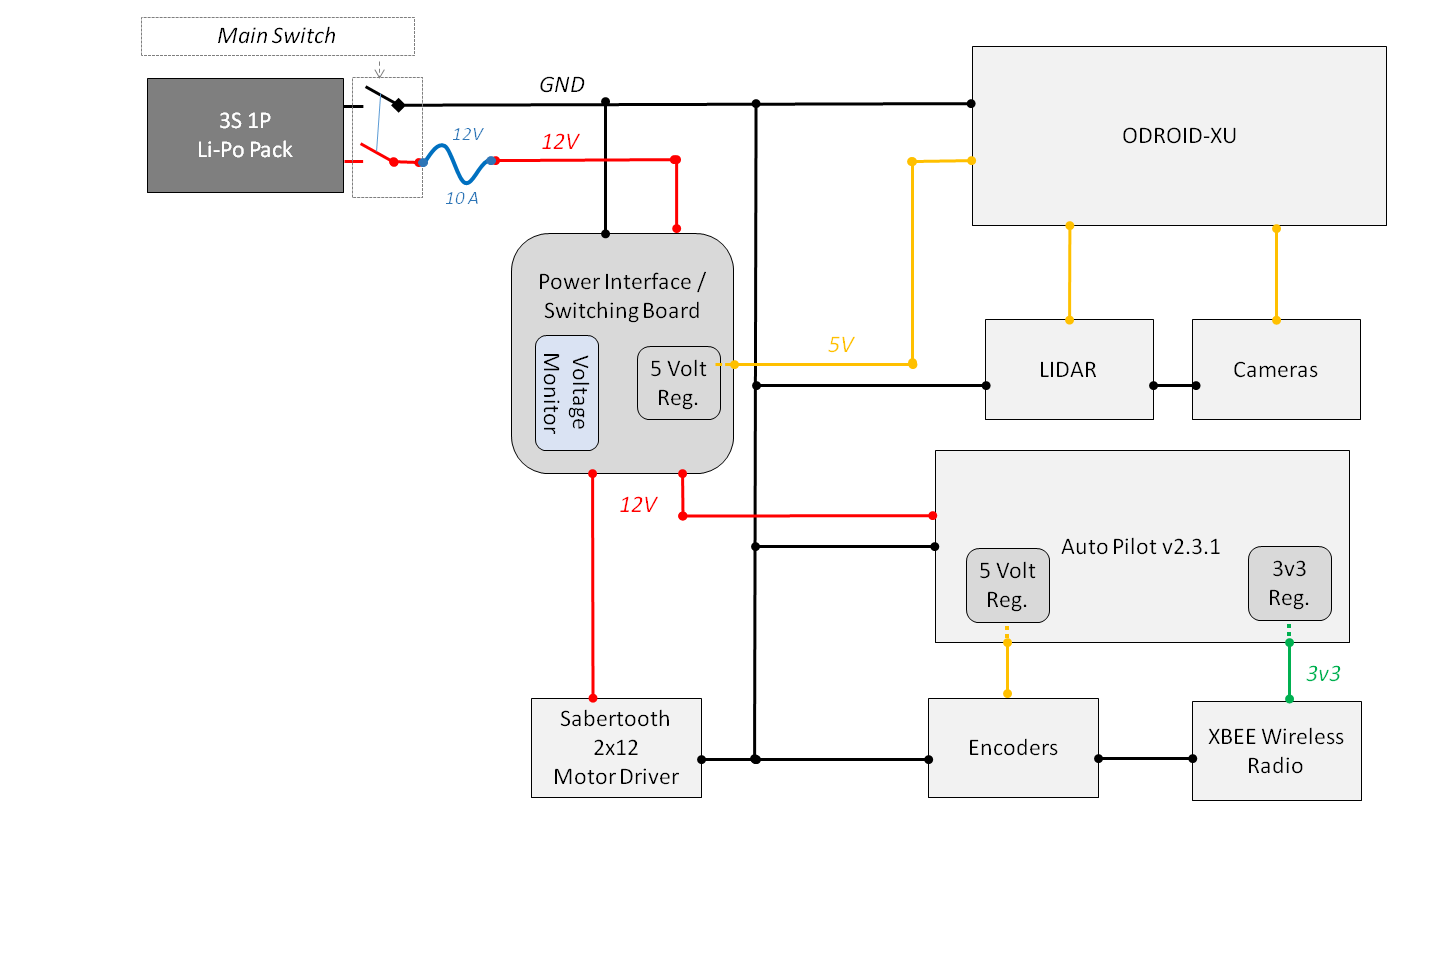 Main Switch
3S 1P
Li-Po Pack
GND
12V
10 A
12V
ODROID-XU
Power Interface /
Switching Board
Voltage
Monitor
5 Volt
Reg.
5V
LIDAR
Cameras
12V
Auto Pilot v2.3.1
5 Volt
Reg.
3v3
Reg.
3v3
Sabertooth
2x12
Motor Driver
Encoders
XBEE Wireless
Radio